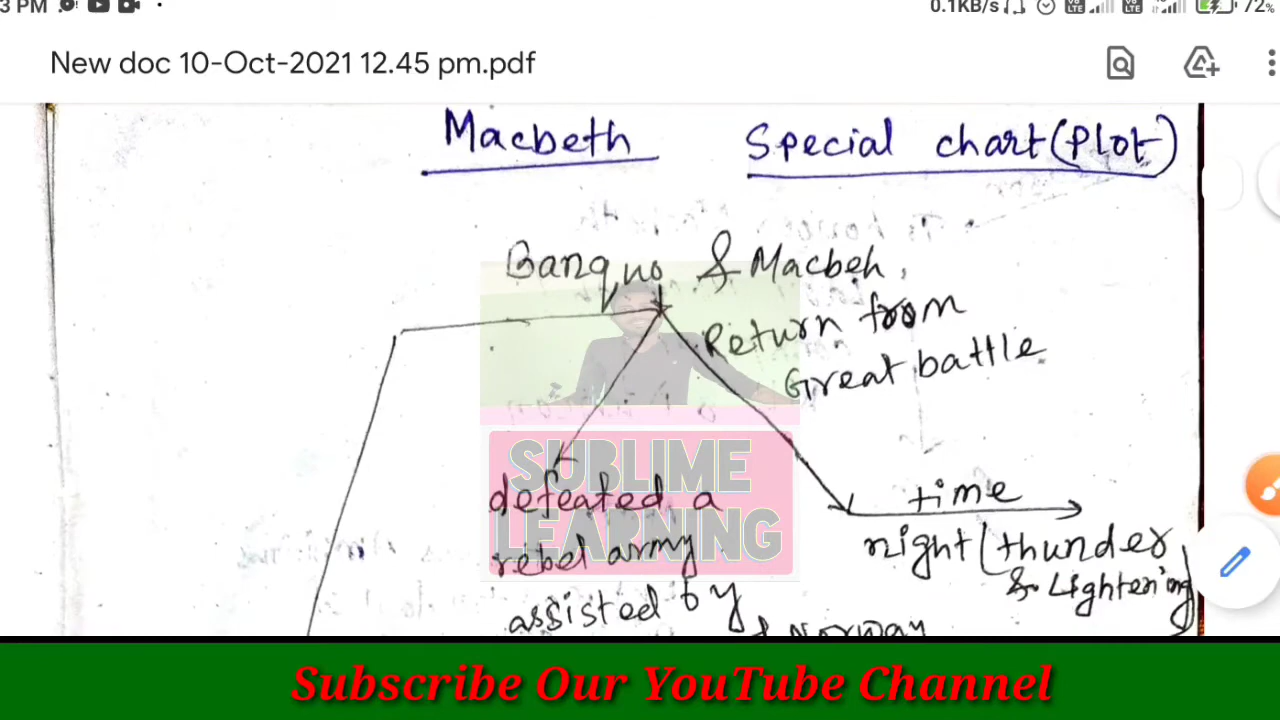 3 PM
0.1KB/s
72%
New doc 10-Oct-2021 12.45 pm.pdf
Macbeth Special chart (Plot)
Banquo & Macbeh,
Return from
Great battle
SUBLIME
LEARNING
defeated a
rebel army
assisted by
Norway
time
night (thunder
& Lightening)
Subscribe Our YouTube Channel